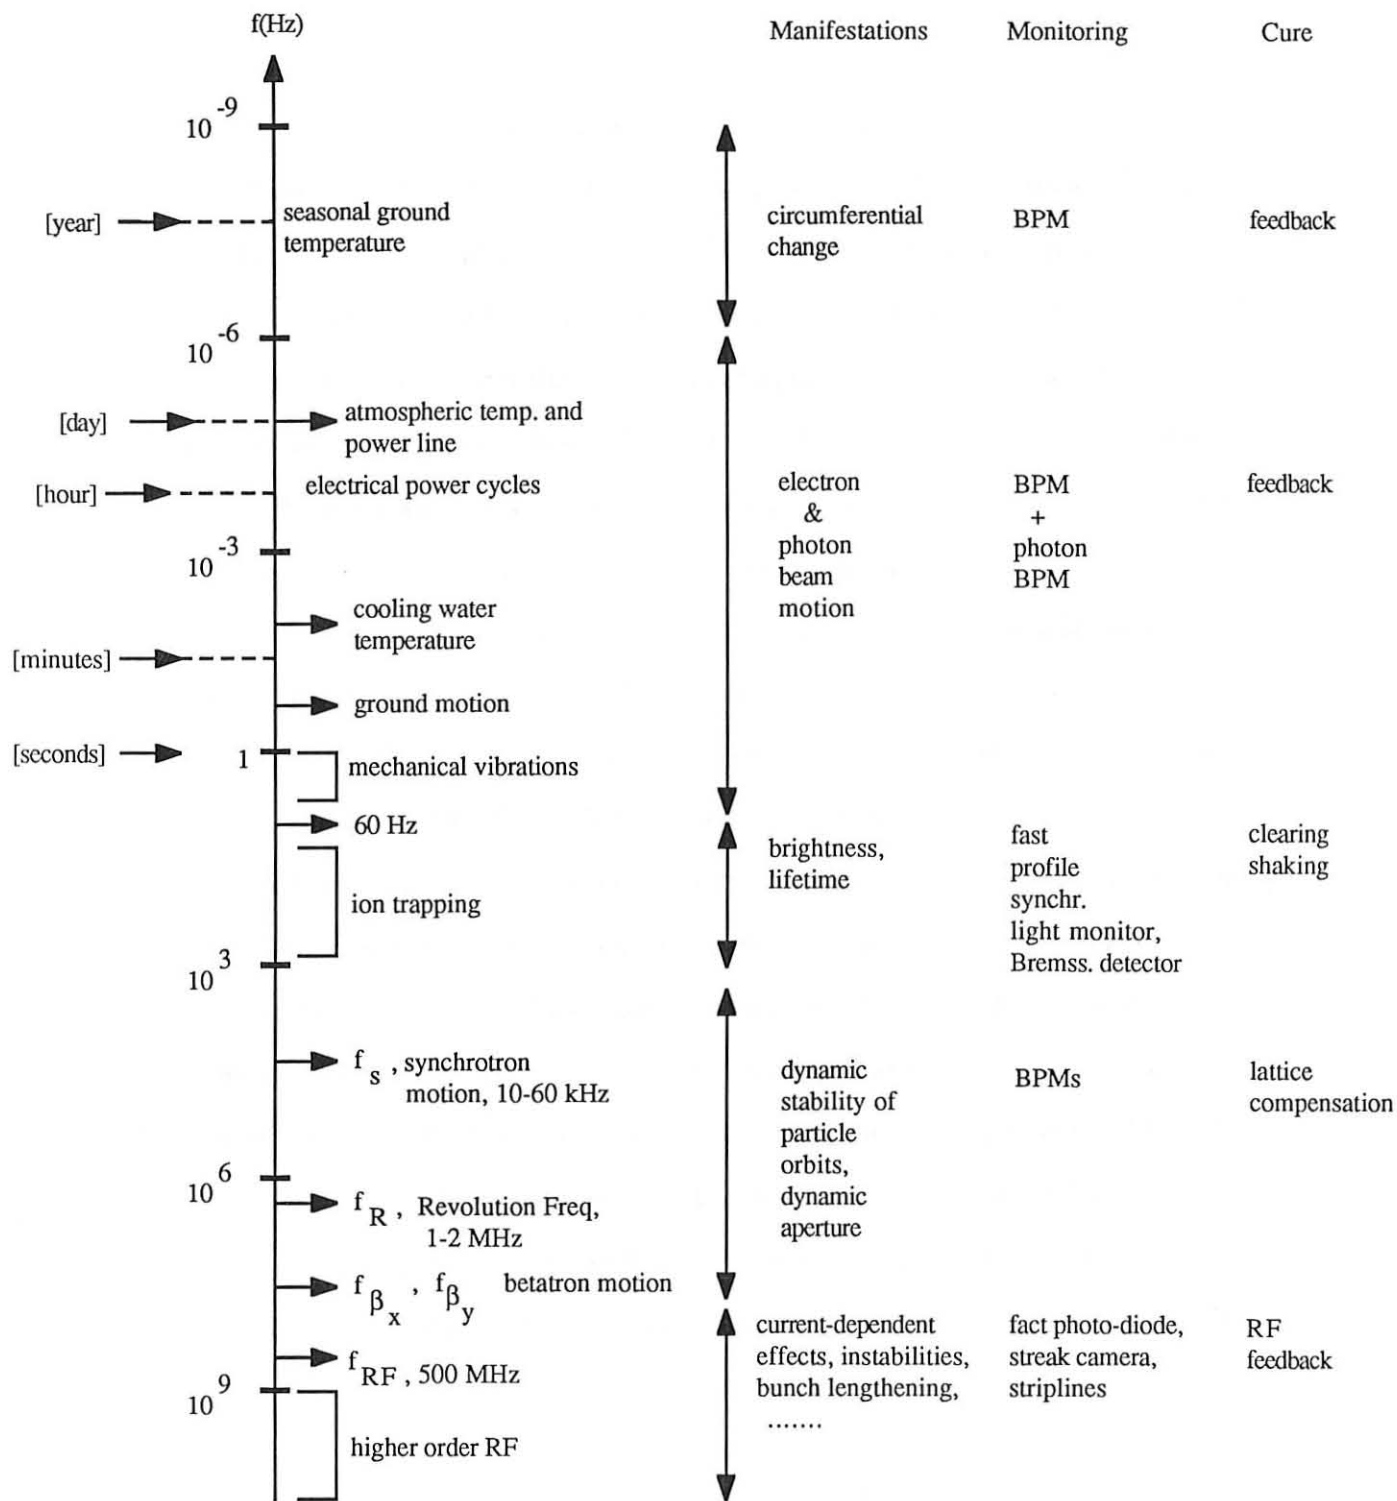 f(Hz)
Manifestations Monitoring Cure
10 -9
[year]
seasonal ground
temperature
circumferential
change
BPM
feedback
10 -6
[day]
atmospheric temp. and
power line
[hour]
electrical power cycles
electron
&
photon
beam
motion
BPM
+
photon
BPM
feedback
10 -3
cooling water
temperature
[minutes]
ground motion
[seconds]
1
mechanical vibrations
60 Hz
ion trapping
brightness,
lifetime
fast
profile
synchr.
light monitor,
Bremss. detector
clearing
shaking
10 3
f s , synchrotron
motion, 10-60 kHz
dynamic
stability of
particle
orbits,
dynamic
aperture
BPMs
lattice
compensation
10 6
f R , Revolution Freq,
1-2 MHz
f β x , f β y betatron motion
f RF , 500 MHz
current-dependent
effects, instabilities,
bunch lengthening,
.......
fact photo-diode,
streak camera,
striplines
RF
feedback
10 9
higher order RF